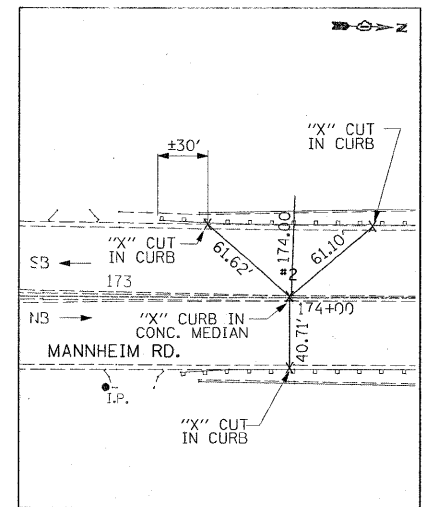 Z
"X" CUT
IN CURB
±30'
"X" CUT
IN CURB
61.62'
#174.00
#2
61.10'
SB
173
"X" CURB IN
CONC. MEDIAN
174+00
NB
MANNHEIM RD.
40.71'
I.P.
"X" CUT
IN CURB